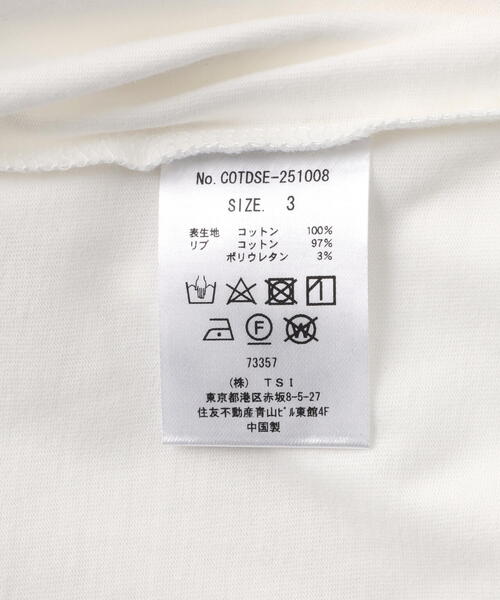 No. COTDSE-251008
SIZE. 3
表生地 コットン 100%
リブ コットン 97%
ポリウレタン 3%
F
W
73357
(株) TSI
東京都港区赤坂8-5-27
住友不動産青山ﾋﾞﾙ東館4F
中国製